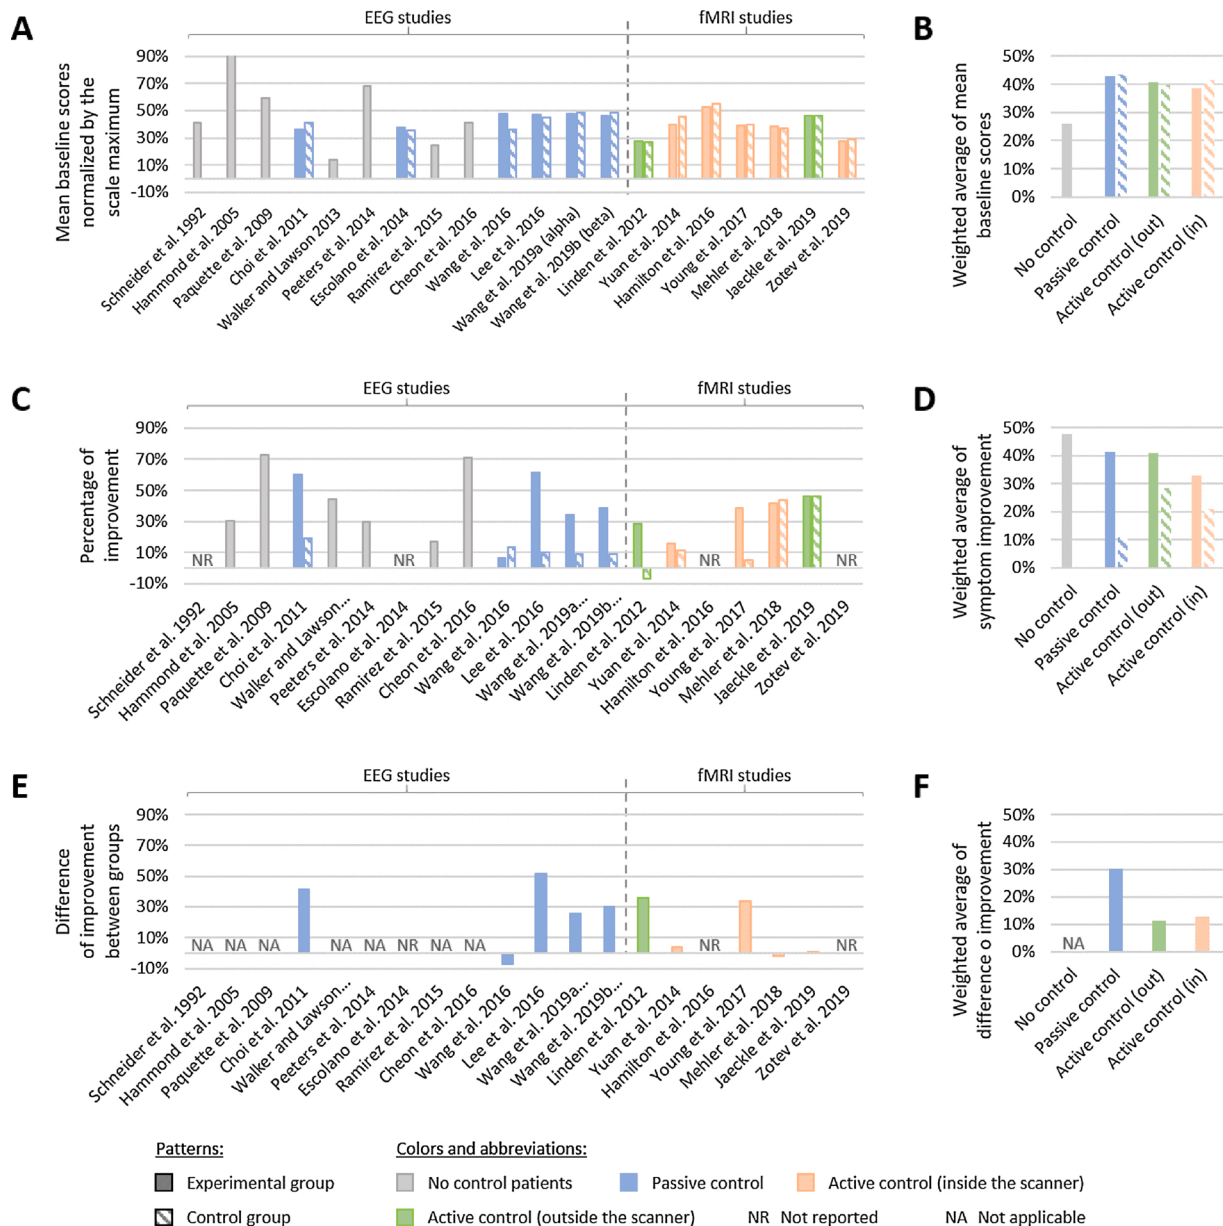 A
EEG studies
fMRI studies
Mean baseline scores
normalized by the
scale maximum
90%
70%
50%
30%
10%
-10%
Schneider et al. 1992
Hammond et al. 2005
Paquette et al. 2009
Choi et al. 2011
Walker and Lawson 2013
Peeters et al. 2014
Escolano et al. 2014
Ramirez et al. 2015
Cheon et al. 2016
Wang et al. 2016
Lee et al. 2016
Wang et al. 2019a (alpha)
Wang et al. 2019b (beta)
Linden et al. 2012
Yuan et al. 2014
Hamilton et al. 2016
Young et al. 2017
Mehler et al. 2018
Jaeckle et al. 2019
Zotev et al. 2019
B
Weighted average of mean
baseline scores
50%
40%
30%
20%
10%
0%
No control
Passive control
Active control (out)
Active control (in)
C
EEG studies
fMRI studies
Percentage of
improvement
90%
70%
50%
30%
10%
-10%
NR
NR
NR
NR
Schneider et al. 1992
Hammond et al. 2005
Paquette et al. 2009
Choi et al. 2011
Walker and Lawson...
Peeters et al. 2014
Escolano et al. 2014
Ramirez et al. 2015
Cheon et al. 2016
Wang et al. 2016
Lee et al. 2016
Wang et al. 2019a...
Wang et al. 2019b...
Linden et al. 2012
Yuan et al. 2014
Hamilton et al. 2016
Young et al. 2017
Mehler et al. 2018
Jaeckle et al. 2019
Zotev et al. 2019
D
Weighted average of
symptom improvement
50%
40%
30%
20%
10%
0%
No control
Passive control
Active control (out)
Active control (in)
E
EEG studies
fMRI studies
Difference
of improvement
between groups
90%
70%
50%
30%
10%
-10%
NA
NA
NA
NA
NA
NR
NA
NA
NR
NR
Schneider et al. 1992
Hammond et al. 2005
Paquette et al. 2009
Choi et al. 2011
Walker and Lawson...
Peeters et al. 2014
Escolano et al. 2014
Ramirez et al. 2015
Cheon et al. 2016
Wang et al. 2016
Lee et al. 2016
Wang et al. 2019a...
Wang et al. 2019b...
Linden et al. 2012
Yuan et al. 2014
Hamilton et al. 2016
Young et al. 2017
Mehler et al. 2018
Jaeckle et al. 2019
Zotev et al. 2019
F
Weighted average of
difference o improvement
50%
40%
30%
20%
10%
0%
NA
No control
Passive control
Active control (out)
Active control (in)
Patterns:
Experimental group
Control group
Colors and abbreviations:
No control patients
Passive control
Active control (inside the scanner)
Active control (outside the scanner)
NR Not reported
NA Not applicable